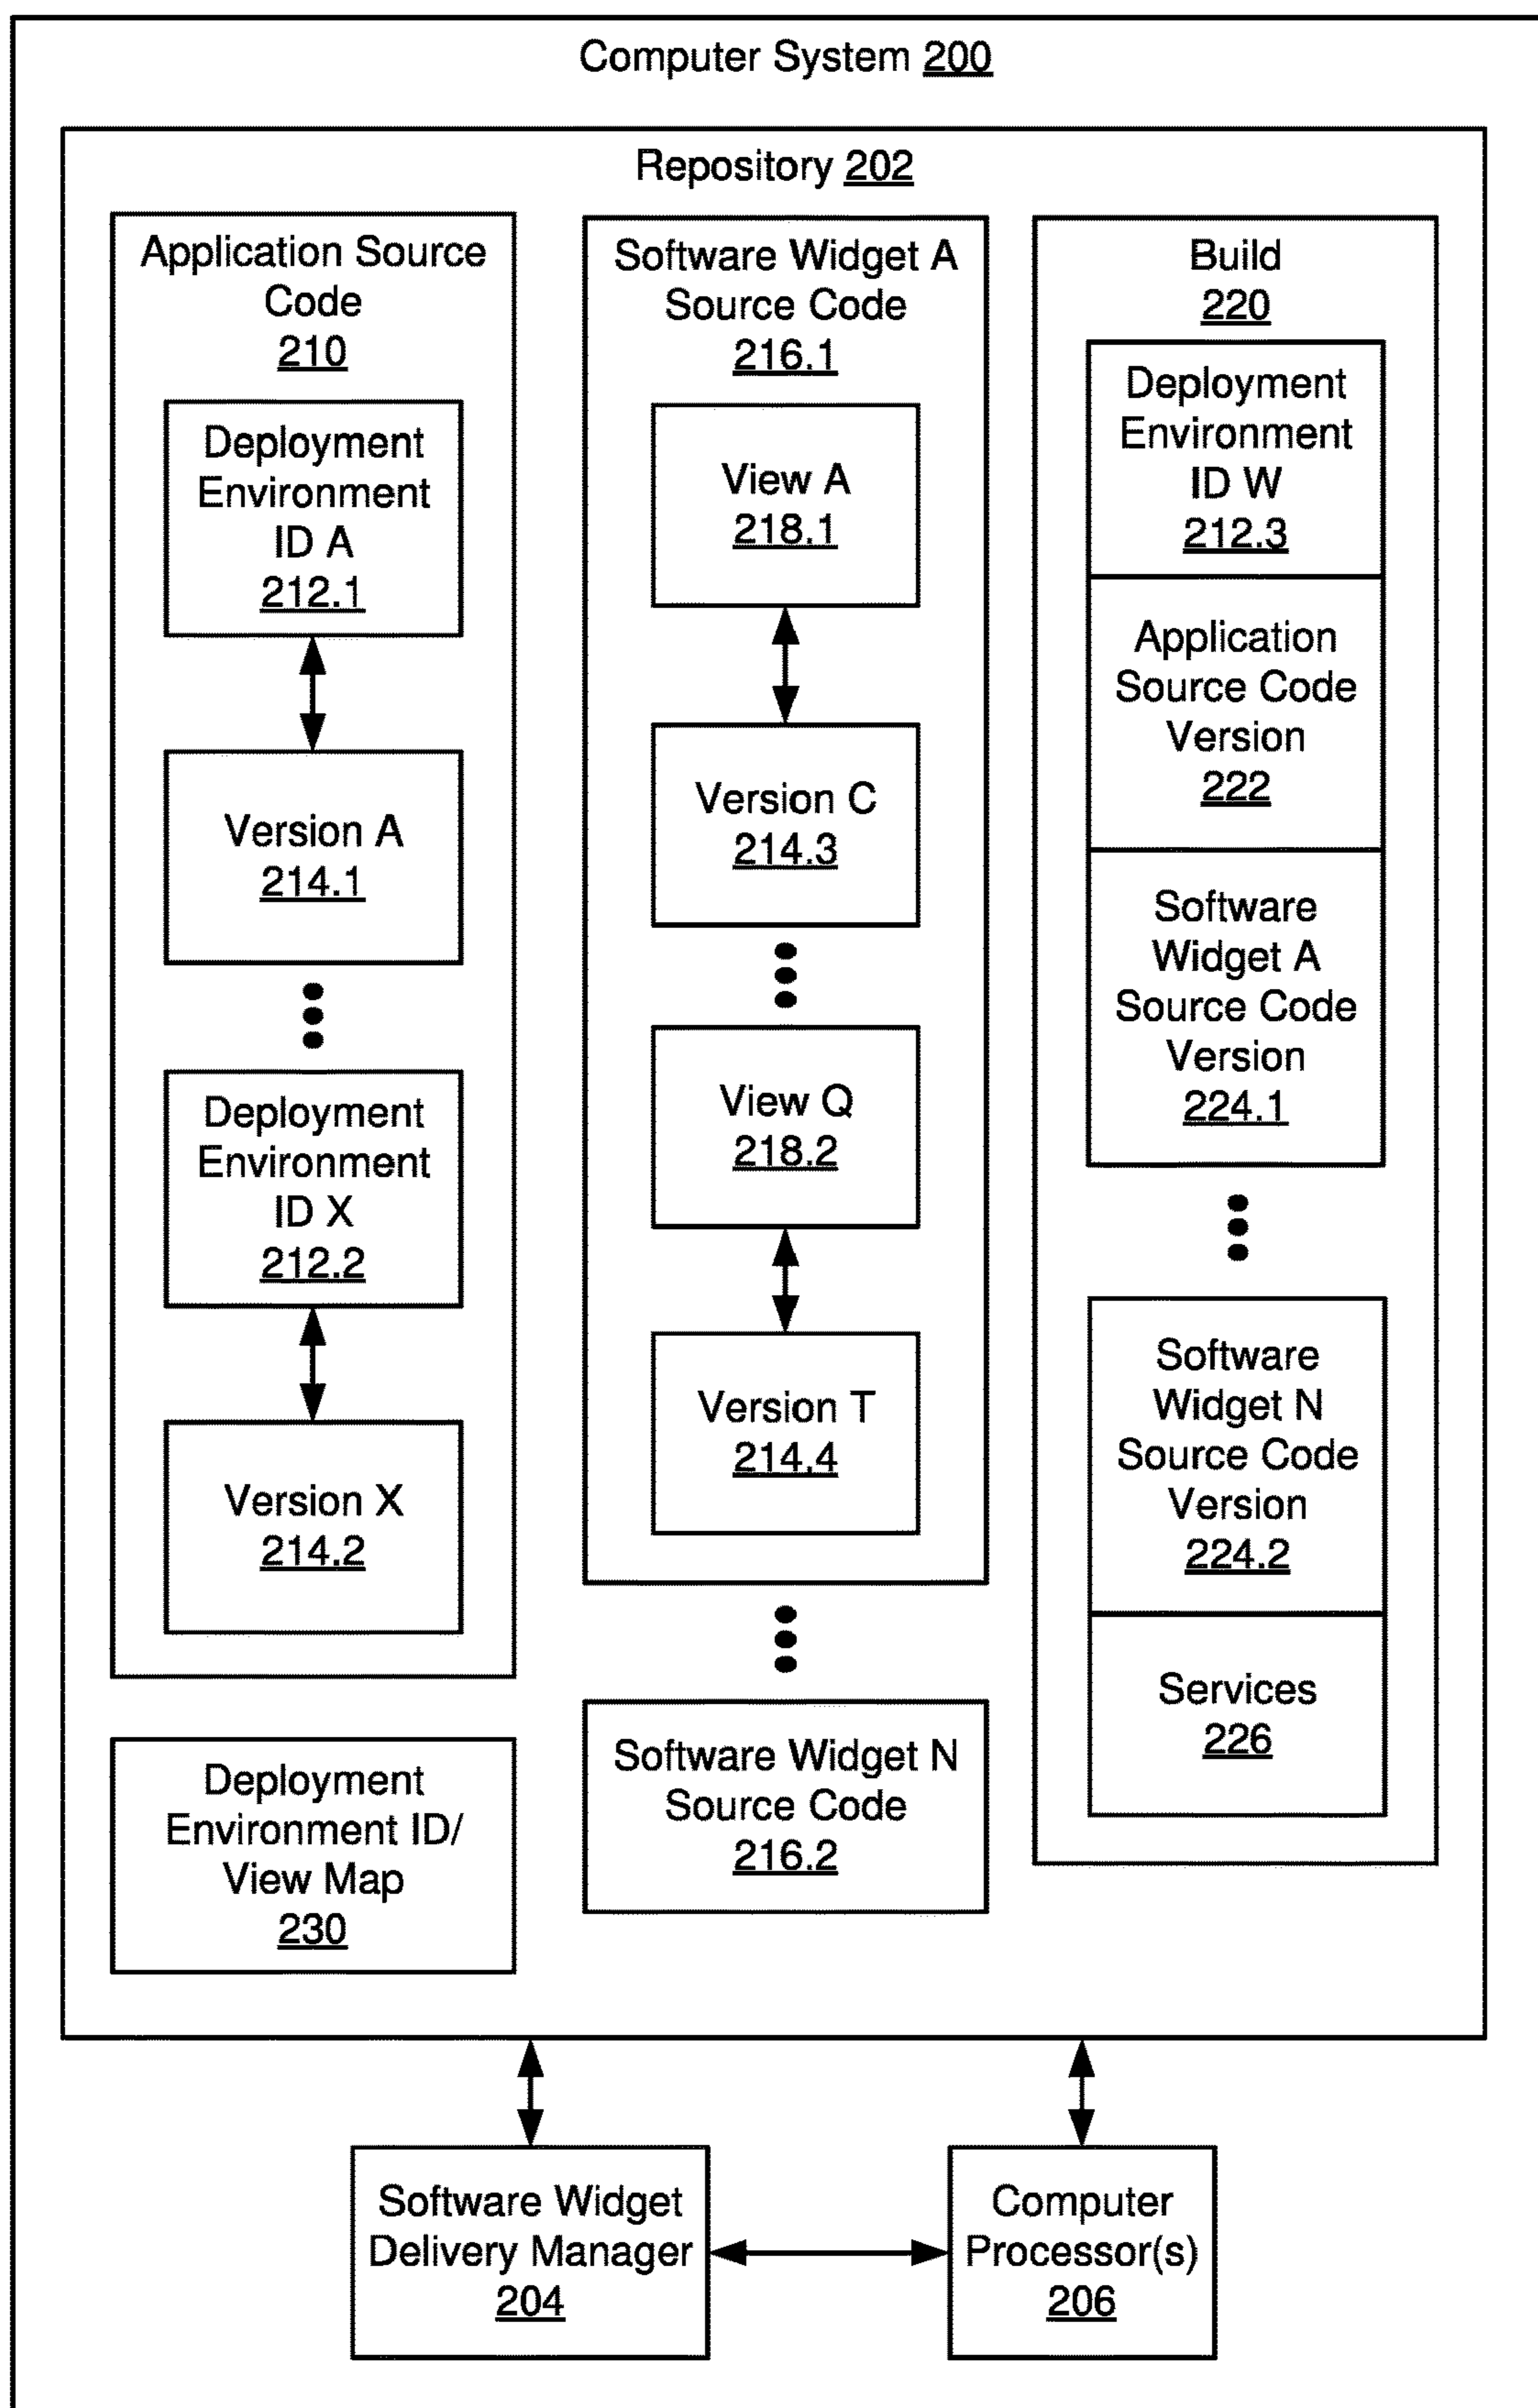 Computer System 200
Repository 202
Application Source
Code
210
Deployment
Environment
ID A
212.1
Version A
214.1
Deployment
Environment
ID X
212.2
Version X
214.2
Deployment
Environment ID/
View Map
230
Software Widget A
Source Code
216.1
View A
218.1
Version C
214.3
View Q
218.2
Version T
214.4
Software Widget N
Source Code
216.2
Build
220
Deployment
Environment
ID W
212.3
Application
Source Code
Version
222
Software
Widget A
Source Code
Version
224.1
Software
Widget N
Source Code
Version
224.2
Services
226
Software Widget
Delivery Manager
204
Computer
Processor(s)
206